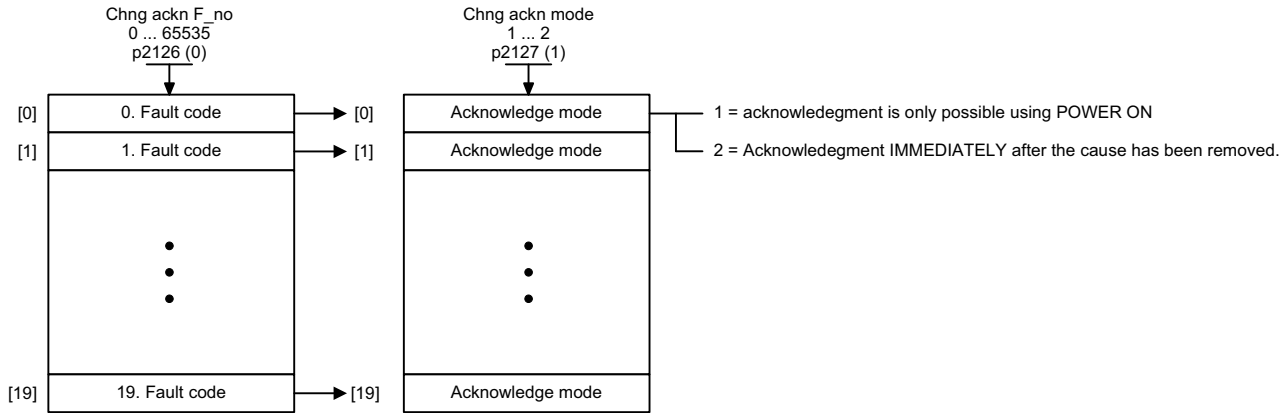 Chng ackn F_no
0 ... 65535
p2126 (0)
Chng ackn mode
1 ... 2
p2127 (1)
[0] 0. Fault code [0] Acknowledge mode 1 = acknowledegment is only possible using POWER ON
[1] 1. Fault code [1] Acknowledge mode 2 = Acknowledegment IMMEDIATELY after the cause has been removed.
[19] 19. Fault code [19] Acknowledge mode